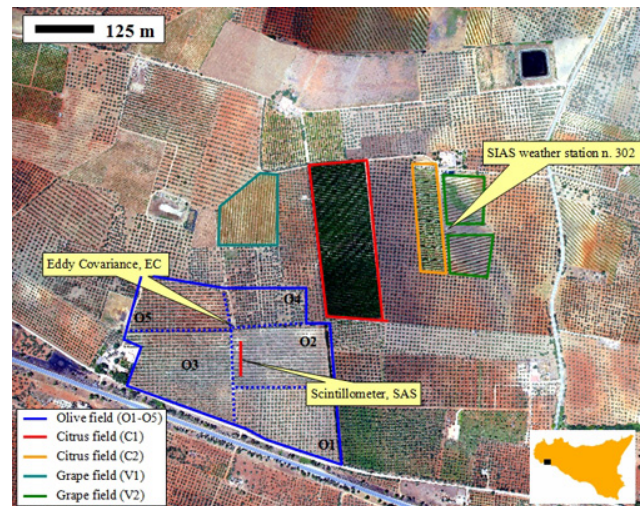 125 m
SIAS weather station n. 302
Eddy Covariance, EC
O4
O5
O2
O3
Scintillometer, SAS
O1
Olive field (O1-O5)
Citrus field (C1)
Citrus field (C2)
Grape field (V1)
Grape field (V2)